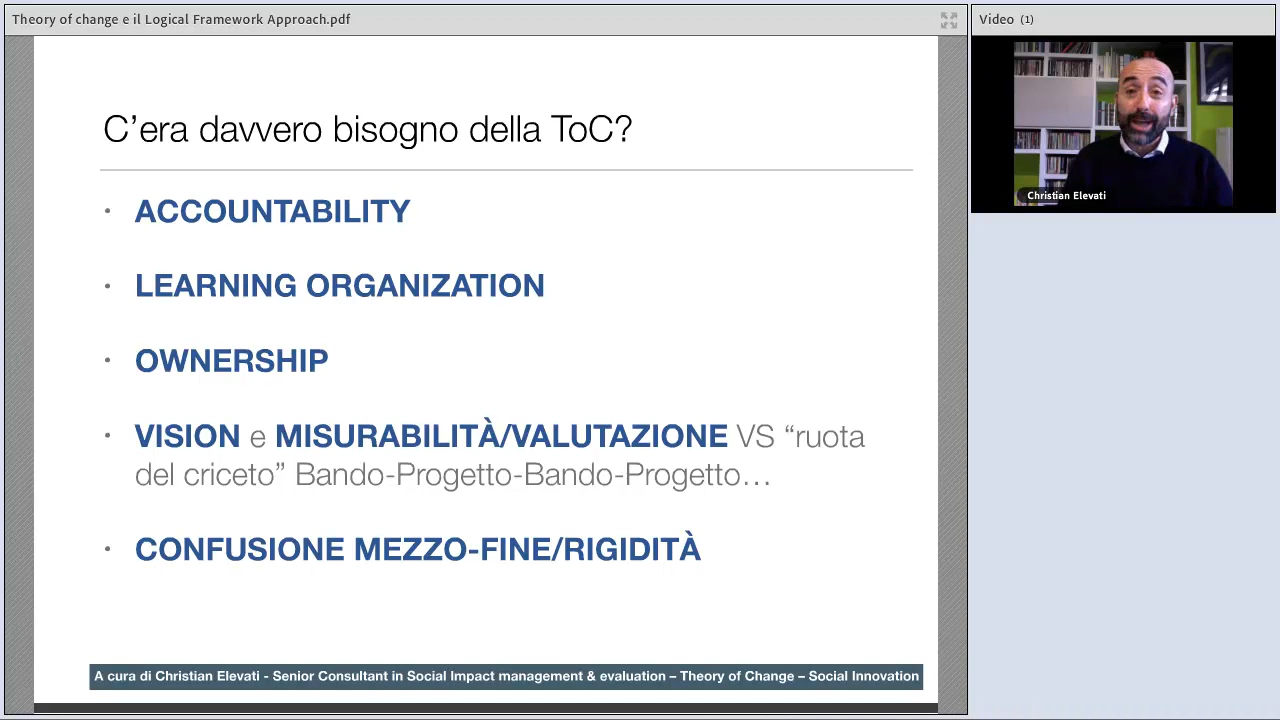 Theory of change e il Logical Framework Approach.pdf
Video (1)
C’era davvero bisogno della ToC?
• ACCOUNTABILITY
• LEARNING ORGANIZATION
• OWNERSHIP
• VISION e MISURABILITÀ/VALUTAZIONE VS “ruota
del criceto” Bando-Progetto-Bando-Progetto…
• CONFUSIONE MEZZO-FINE/RIGIDITÀ
A cura di Christian Elevati - Senior Consultant in Social Impact management & evaluation – Theory of Change – Social Innovation
Christian Elevati